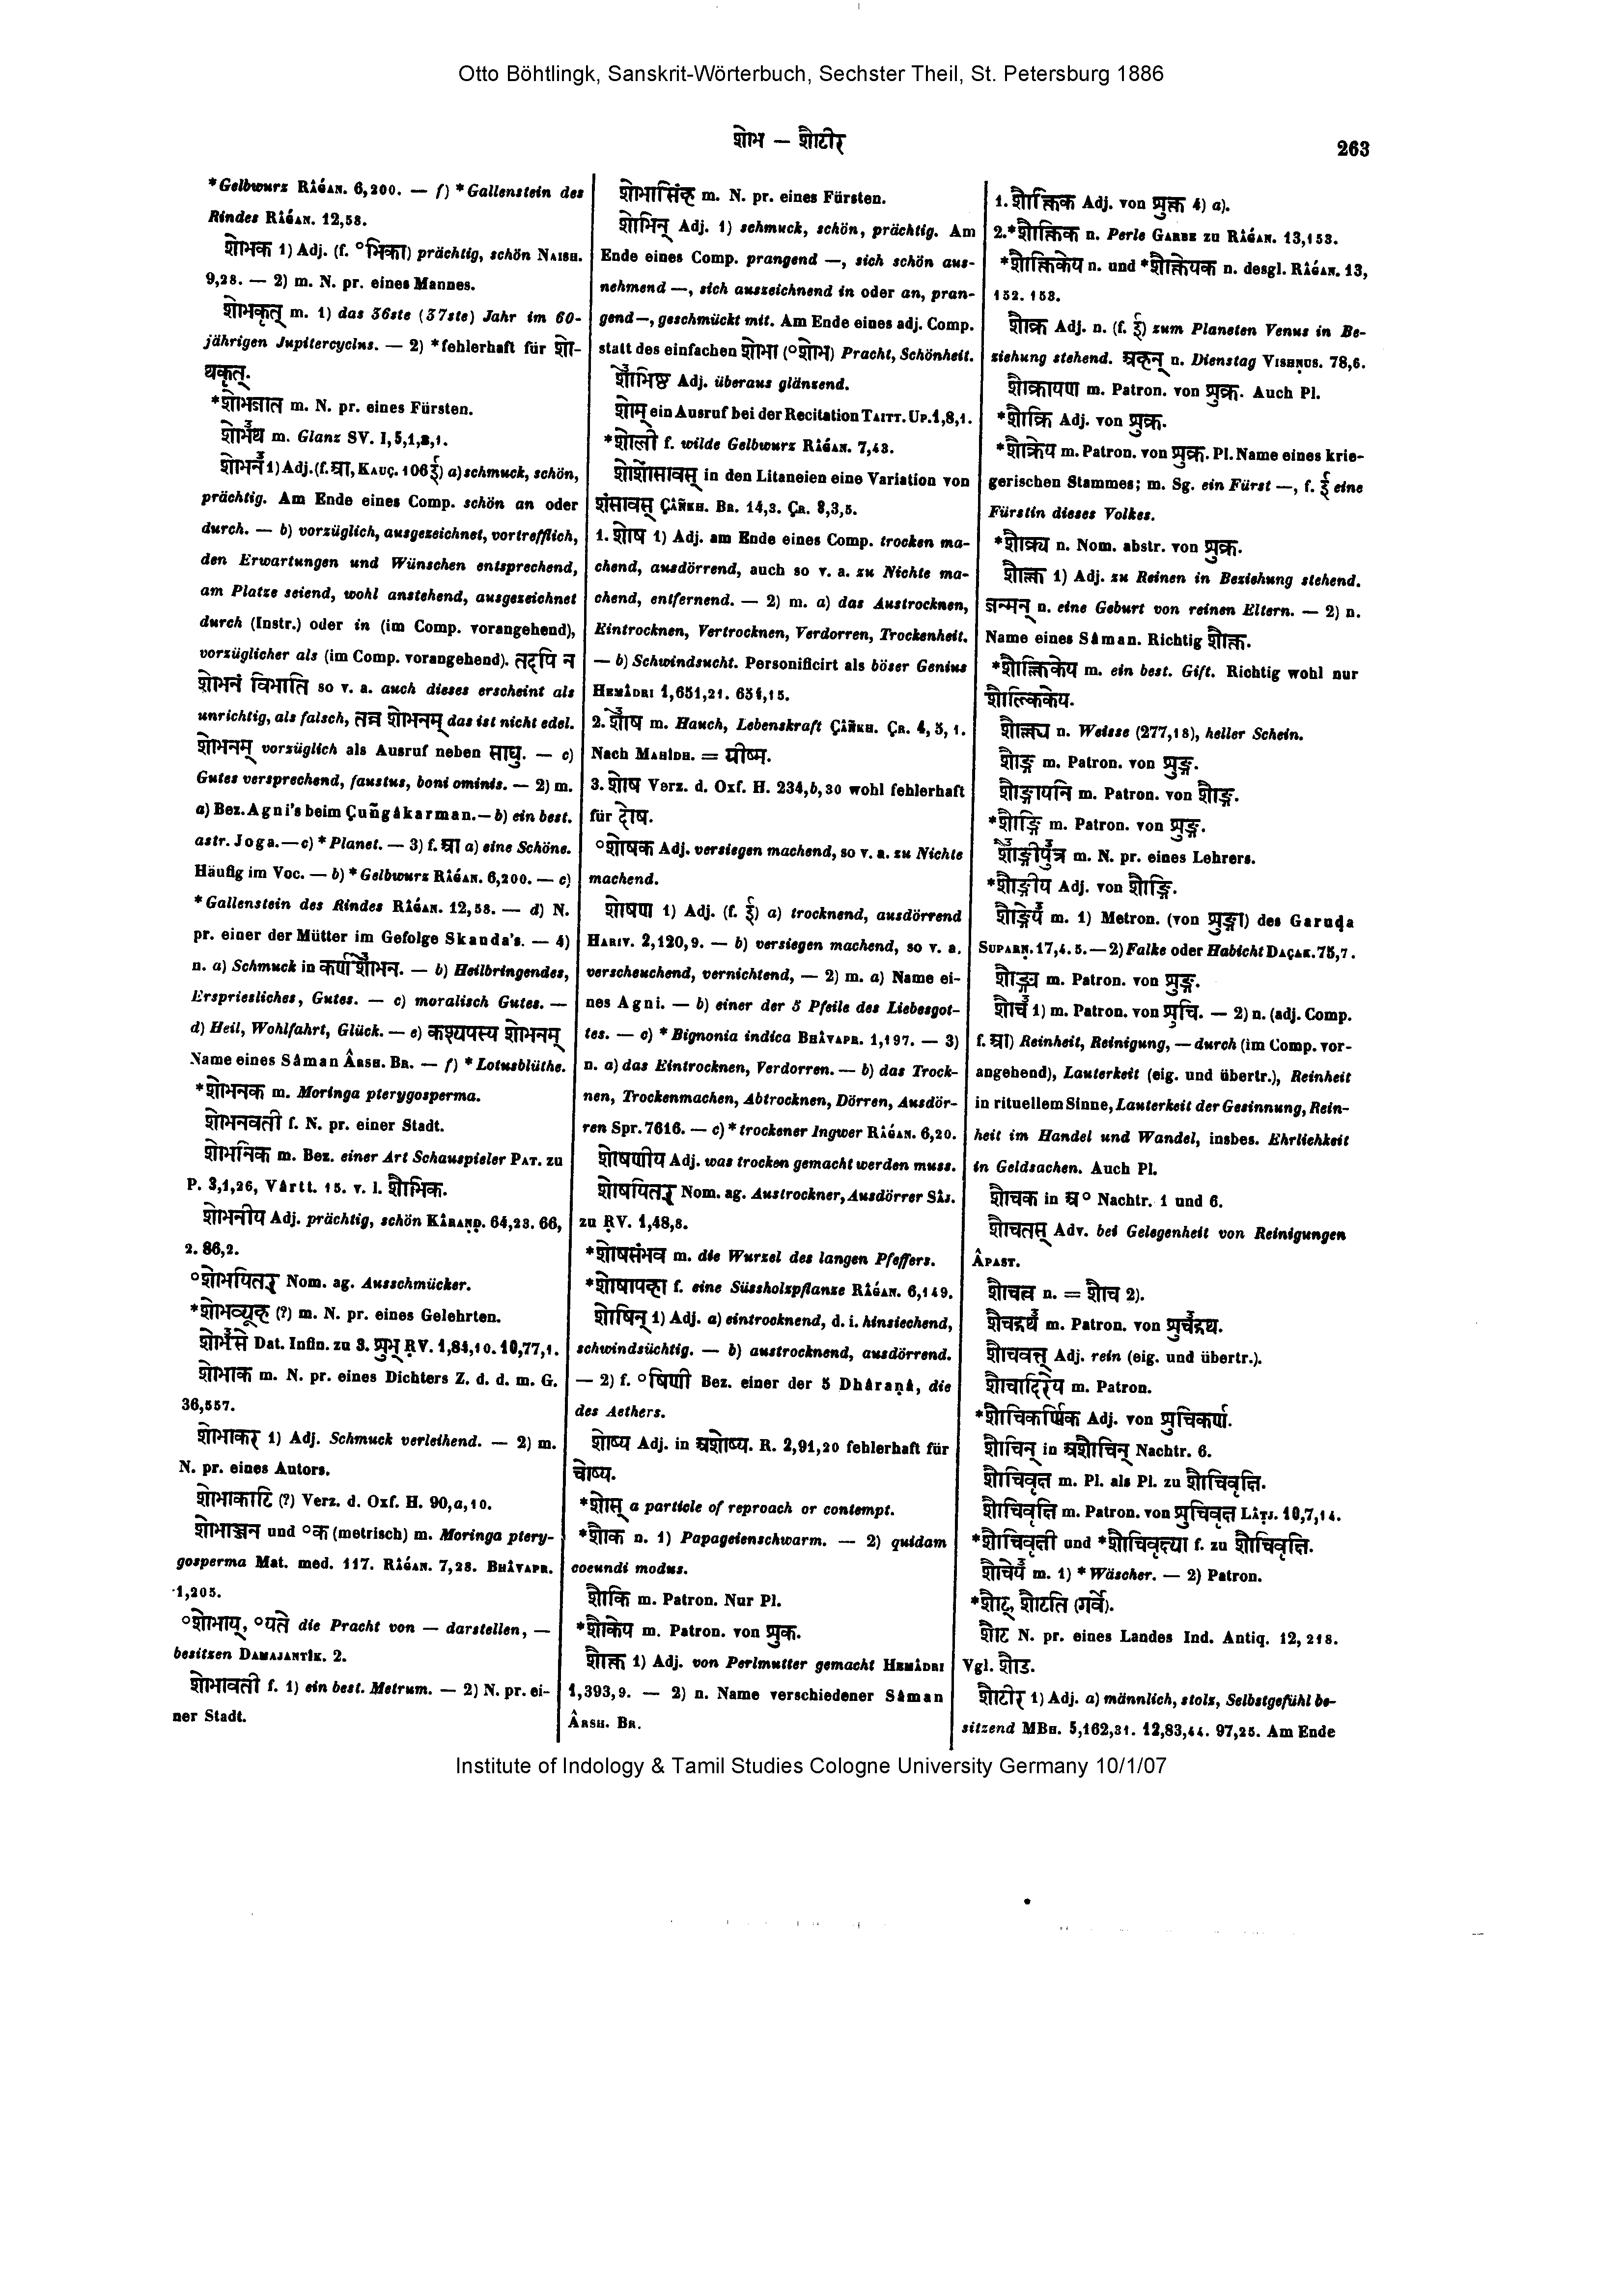 Otto Böhtlingk, Sanskrit-Wörterbuch, Sechster Theil, St. Petersburg 1886
शोभ — शौटीर
263
*Gelbwurz RÂǴAN. 6,200. — f) *Gallenstein des
Rindes RÂǴAN. 12,58.
शोभक 1) Adj. (f. °भिका) prächtig, schön NAISH.
9,28. — 2) m. N. pr. eines Mannes.
शोभकृत् m. 1) das 36ste (37ste) Jahr im 60-
jährigen Jupitercyclus. — 2) *fehlerhaft für शो-
थकृत्.
*शोभजात m. N. pr. eines Fürsten.
शोभथ m. Glanz SV. I,5,1,3,1.
शोभन 1) Adj. (f. आ, KAUÇ. 106 ई) a) schmuck, schön,
prächtig. Am Ende eines Comp. schön an oder
durch. — b) vorzüglich, ausgezeichnet, vortrefflich,
den Erwartungen und Wünschen entsprechend,
am Platze seiend, wohl anstehend, ausgezeichnet
durch (Instr.) oder in (im Comp. vorangehend),
vorzüglicher als (im Comp. vorangehend). तदपि न
शोभनं विभाति so v. a. auch dieses erscheint als
unrichtig, als falsch, तन्न शोभनम् das ist nicht edel.
शोभनम् vorzüglich als Ausruf neben साधु. — c)
Gutes versprechend, faustus, boni ominis. — 2) m.
a) Bez. Agni's beim Çuñgâkarman. — b) ein best.
astr. Joga. — c) *Planet. — 3) f. आ a) eine Schöne.
Häufig im Voc. — b) *Gelbwurz RÂǴAN. 6,200. — c)
*Gallenstein des Rindes RÂǴAN. 12,58. — d) N.
pr. einer der Mütter im Gefolge Skanda's. — 4)
n. a) Schmuck in कर्णशोभन. — b) Heilbringendes,
Erspriesliches, Gutes. — c) moralisch Gutes. —
d) Heil, Wohlfahrt, Glück. — e) कश्यपस्य शोभनम्
Name eines Sâman ÂRSH. BR. — f) *Lotusblüthe.
*शोभनक m. Moringa pterygosperma.
शोभनवती f. N. pr. einer Stadt.
शोभनिक m. Bez. einer Art Schauspieler PAT. zu
P. 3,1,26, Vârtt. 15. v. l. शौभिक.
शोभनीय Adj. prächtig, schön KÂRAṆḌ. 64,23. 66,
2. 86,2.
°शोभयितर् Nom. ag. Ausschmücker.
*शोभव्यूह (?) m. N. pr. eines Gelehrten.
शोभसे Dat. Infin. zu 3. शुभ् ṚV. 1,84,10. 10,77,1.
शोभाक m. N. pr. eines Dichters Z. d. d. m. G.
36,557.
शोभाकर 1) Adj. Schmuck verleihend. — 2) m.
N. pr. eines Autors.
शोभाकाटि (?) Verz. d. Oxf. H. 90,a,10.
शोभाञ्जन und °क (metrisch) m. Moringa ptery-
gosperma Mat. med. 117. RÂǴAN. 7,28. BHÂVAPR.
1,205.
°शोभाय्, °यते die Pracht von — darstellen, —
besitzen DAMAJANTÎK. 2.
शोभावती f. 1) ein best. Metrum. — 2) N. pr. ei-
ner Stadt.
शोभासिंह m. N. pr. eines Fürsten.
शोभिन् Adj. 1) schmuck, schön, prächtig. Am
Ende eines Comp. prangend —, sich schön aus-
nehmend —, sich auszeichnend in oder an, pran-
gend —, geschmückt mit. Am Ende eines adj. Comp.
statt des einfachen शोभा (°शोभ) Pracht, Schönheit.
शोभिष्ठ Adj. überaus glänzend.
शोम् ein Ausruf bei der Recitation TAITT. UP. 1,8,1.
*शोली f. wilde Gelbwurz RÂǴAN. 7,43.
शोशोंसावस् in den Litaneien eine Variation von
शंसावस् ÇÂÑKH. BR. 14,3. ÇR. 8,3,5.
1. शोष 1) Adj. am Ende eines Comp. trocken ma-
chend, ausdörrend, auch so v. a. zu Nichte ma-
chend, entfernend. — 2) m. a) das Austrocknen,
Eintrocknen, Vertrocknen, Verdorren, Trockenheit.
— b) Schwindsucht. Personificirt als böser Genius
HEMÂDRI 1,651,21. 654,15.
2. शोष m. Hauch, Lebenskraft ÇÂÑKH. ÇR. 4,5,1.
Nach MAHÎDH. = ग्रीष्म.
3. शोष Verz. d. Oxf. H. 234,b,30 wohl fehlerhaft
für दोष.
°शोषक Adj. versiegen machend, so v. a. zu Nichte
machend.
शोषण 1) Adj. (f. ई) a) trocknend, ausdörrend
HARIV. 2,120,9. — b) versiegen machend, so v. a.
verscheuchend, vernichtend, — 2) m. a) Name ei-
nes Agni. — b) einer der 5 Pfeile des Liebesgot-
tes. — c) *Bignonia indica BHÂVAPR. 1,197. — 3)
n. a) das Eintrocknen, Verdorren. — b) das Trock-
nen, Trockenmachen, Abtrocknen, Dörren, Ausdör-
ren Spr. 7616. — c) *trockener Ingwer RÂǴAN. 6,20.
शोषणीय Adj. was trocken gemacht werden muss.
शोषयितर् Nom. ag. Austrockner, Ausdörrer SÂJ.
zu ṚV. 1,48,8.
*शोषसंभव m. die Wurzel des langen Pfeffers.
*शोषापहा f. eine Süssholzpflanze RÂǴAN. 6,149.
शोषिन् 1) Adj. a) eintrocknend, d. i. hinsiechend,
schwindsüchtig. — b) austrocknend, ausdörrend.
— 2) f. °षिणी Bez. einer der 5 Dhâraṇâ, die
des Aethers.
शोष्य Adj. in अशोष्य. R. 2,91,20 fehlerhaft für
चोष्य.
*शोस् a particle of reproach or contempt.
*शौक n. 1) Papageienschwarm. — 2) quidam
coeundi modus.
शौकि m. Patron. Nur Pl.
*शौकेय m. Patron. von शुक.
शौक्त 1) Adj. von Perlmutter gemacht HEMÂDRI
1,393,9. — 2) n. Name verschiedener Sâman
ÂRSH. BR.
1. शौक्तिक Adj. von शुक्त 4) a).
2.*शौक्तिक n. Perle GARBE zu RÂǴAN. 13,153.
*शौक्तिकेय n. und *शौक्तेयक n. desgl. RÂǴAN. 13,
152. 153.
शौक्र Adj. n. (f. ई) zum Planeten Venus in Be-
ziehung stehend. अहन् n. Dienstag VISHṆUS. 78,6.
शौक्रायण m. Patron. von शुक्र. Auch Pl.
*शौक्रि Adj. von शुक्र.
*शौक्रेय m. Patron. von शुक्र. Pl. Name eines krie-
gerischen Stammes; m. Sg. ein Fürst —, f. ई eine
Fürstin dieses Volkes.
*शौक्र्य n. Nom. abstr. von शुक्र.
शौक्ल 1) Adj. zu Reinen in Beziehung stehend.
जन्मन् n. eine Geburt von reinen Eltern. — 2) n.
Name eines Sâman. Richtig शौक्त.
*शौक्लिकेय m. ein best. Gift. Richtig wohl nur
शौल्किकेय.
शौक्ल्य n. Weisse (277,18), heller Schein.
शौङ्ग m. Patron. von शुङ्ग.
शौङ्गायनि m. Patron. von शौङ्ग.
*शौङ्गि m. Patron. von शुङ्ग.
शौङ्गीपुत्र m. N. pr. eines Lehrers.
*शौङ्गीय Adj. von शौङ्गि.
शौङ्गेय m. 1) Metron. (von शुङ्गा) des Garuḍa
SUPARṆ. 17,4. 5. — 2) Falke oder Habicht DAÇAK. 75,7.
शौङ्ग्य m. Patron. von शुङ्ग.
शौच 1) m. Patron. von शुचि. — 2) n. (adj. Comp.
f. आ) Reinheit, Reinigung, — durch (im Comp. vor-
angehend), Lauterkeit (eig. und übertr.), Reinheit
in rituellem Sinne, Lauterkeit der Gesinnung, Rein-
heit im Handel und Wandel, insbes. Ehrlichkeit
in Geldsachen. Auch Pl.
शौचक in अ° Nachtr. 1 und 6.
शौचतस् Adv. bei Gelegenheit von Reinigungen
ÂPAST.
शौचत्व n. = शौच 2).
शौचद्रथ m. Patron. von शुचद्रथ.
शौचवत्त् Adj. rein (eig. und übertr.).
शौचादिरेय m. Patron.
*शौचिकर्णिक Adj. von शुचिकर्ण.
शौचिन् in अशौचिन् Nachtr. 6.
शौचिवृक्ष m. Pl. als Pl. zu शौचिवृक्षि.
शौचिवृक्षि m. Patron. von शुचिवृक्ष LÂṬJ. 10,7,14.
*शौचिवृक्षी und *शौचिवृक्ष्या f. zu शौचिवृक्षि.
शौचेय m. 1) *Wäscher. — 2) Patron.
*शौट्, शौटति (गर्वे).
शौट N. pr. eines Landes Ind. Antiq. 12,218.
Vgl. शौड.
शौटीर 1) Adj. a) männlich, stolz, Selbstgefühl be-
sitzend MBH. 5,162,31. 12,83,44. 97,25. Am Ende
Institute of Indology & Tamil Studies Cologne University Germany 10/1/07